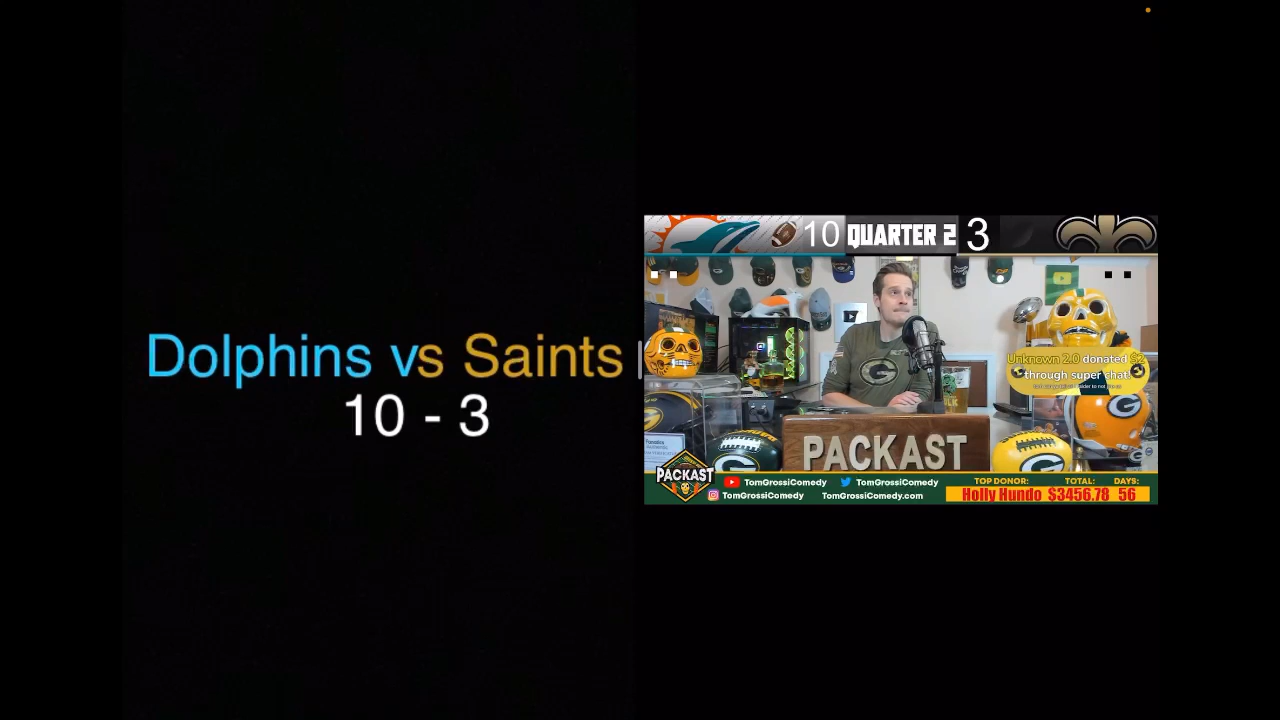 Dolphins vs Saints
10 - 3
10 QUARTER 2 3
Unknown 2.0 donated $2
through super chat!
PACKAST
PACKAST
TomGrossiComedy
TomGrossiComedy
TomGrossiComedy
TomGrossiComedy.com
TOP DONOR: TOTAL: DAYS:
Holly Hundo $3456.78 56